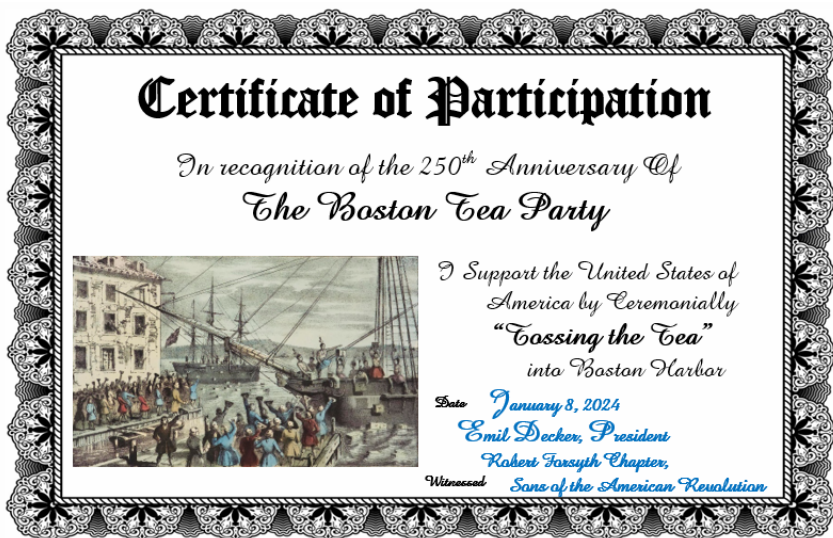 Certificate of Participation
In recognition of the 250th Anniversary Of
The Boston Tea Party
I Support the United States of
America by Ceremonially
“Tossing the Tea”
into Boston Harbor
Date January 8, 2024
Emil Decker, President
Robert Forsyth Chapter,
Witnessed Sons of the American Revolution